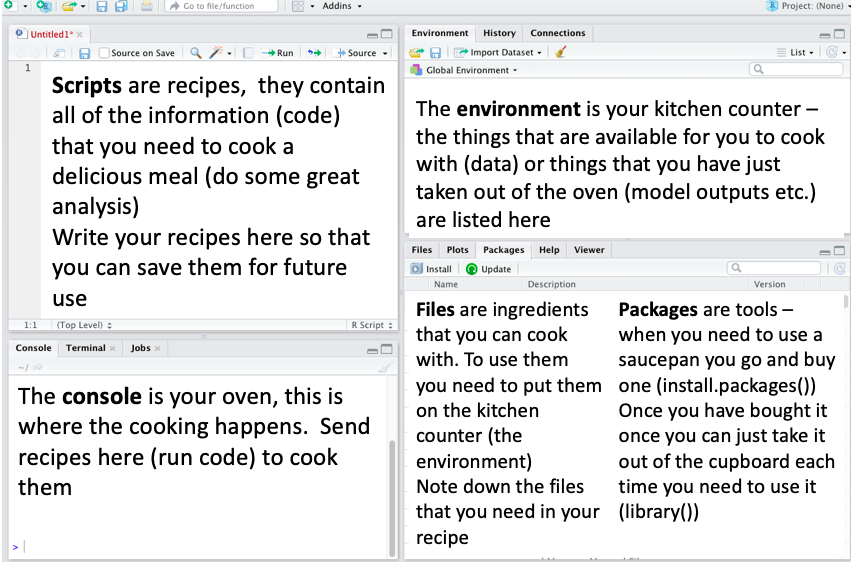 Go to file/function
Addins
Project: (None)
Untitled1*
Source on Save
Run
Source
1
Scripts are recipes, they contain
all of the information (code)
that you need to cook a
delicious meal (do some great
analysis)
Write your recipes here so that
you can save them for future
use
1:1 (Top Level) R Script
Console Terminal Jobs
~/
The console is your oven, this is
where the cooking happens. Send
recipes here (run code) to cook
them
>
Environment History Connections
Import Dataset List
Global Environment
The environment is your kitchen counter –
the things that are available for you to cook
with (data) or things that you have just
taken out of the oven (model outputs etc.)
are listed here
Files Plots Packages Help Viewer
Install Update
Name Description Version
Files are ingredients
that you can cook
with. To use them
you need to put them
on the kitchen
counter (the
environment)
Note down the files
that you need in your
recipe
Packages are tools –
when you need to use a
saucepan you go and buy
one (install.packages())
Once you have bought it
once you can just take it
out of the cupboard each
time you need to use it
(library())